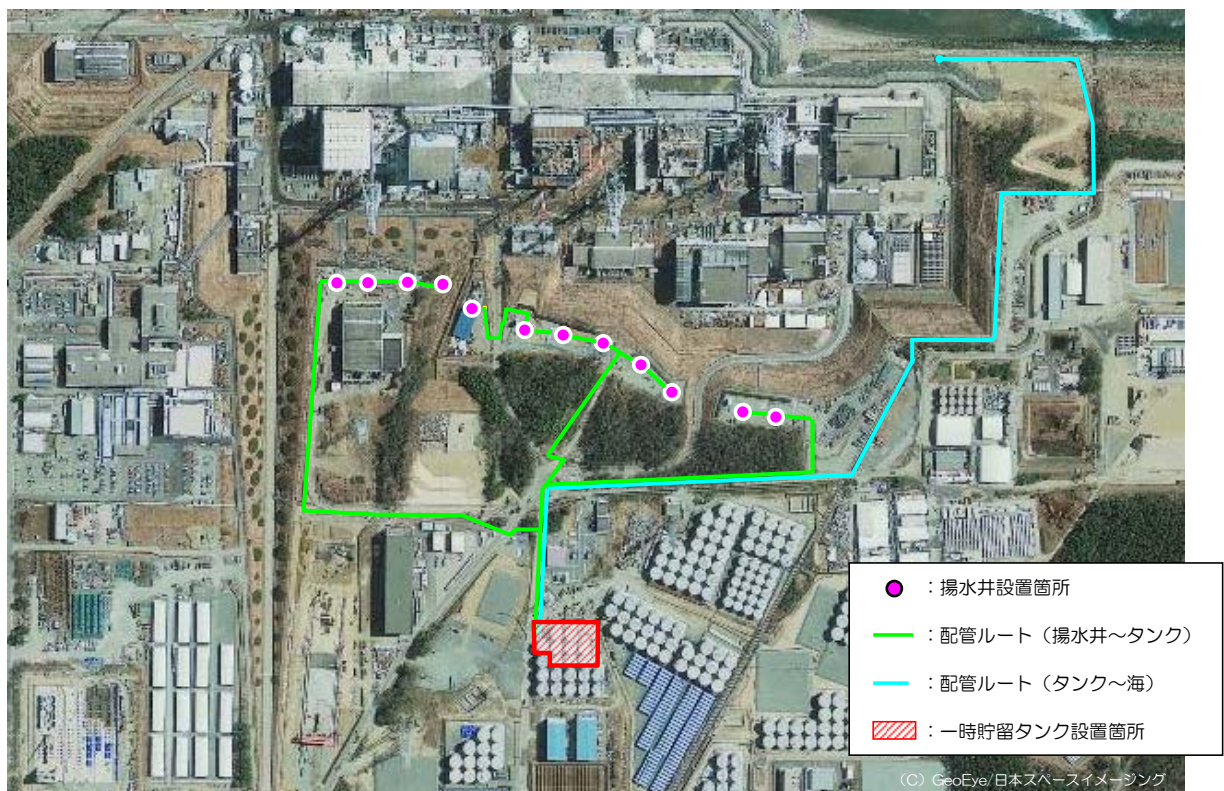 ：揚水井設置箇所
：配管ルート（揚水井～タンク）
：配管ルート（タンク～海）
：一時貯留タンク設置箇所
（C）GeoEye/日本スペースイメージング